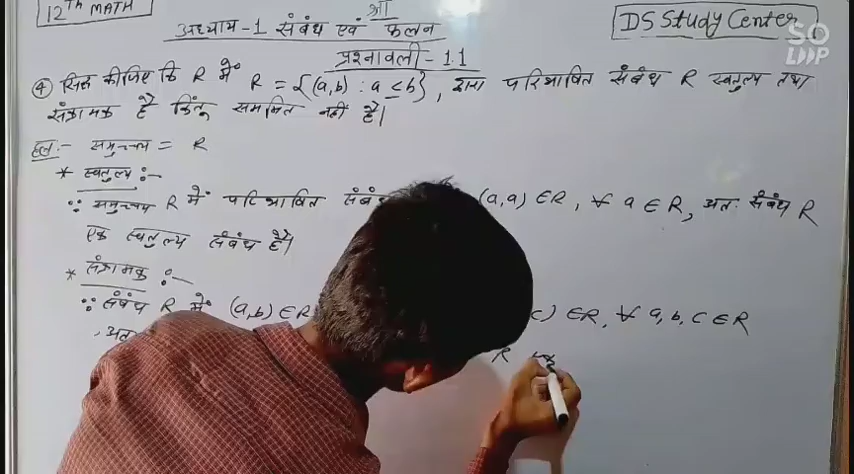 श्री
12TH MATH
अध्याय-1 संबंध एवं फलन
DS Study Center
SO LOOP
प्रश्नावली-1.1
④ सिद्ध कीजिए कि R में R = {(a,b) : a ≤ b}, द्वारा परिभाषित संबंध R स्वतुल्य तथा
संक्रामक है किंतु सममित नहीं है।
हल:- समुच्चय = R
* स्वतुल्य :-
∵ समुच्चय R में परिभाषित संबंध (a,a) ∈ R, ∀ a ∈ R, अतः संबंध R
एक स्वतुल्य संबंध है।
* संक्रामक :-
∵ संबंध R में (a,b) ∈ R c) ∈ R, ∀ a, b, c ∈ R
R